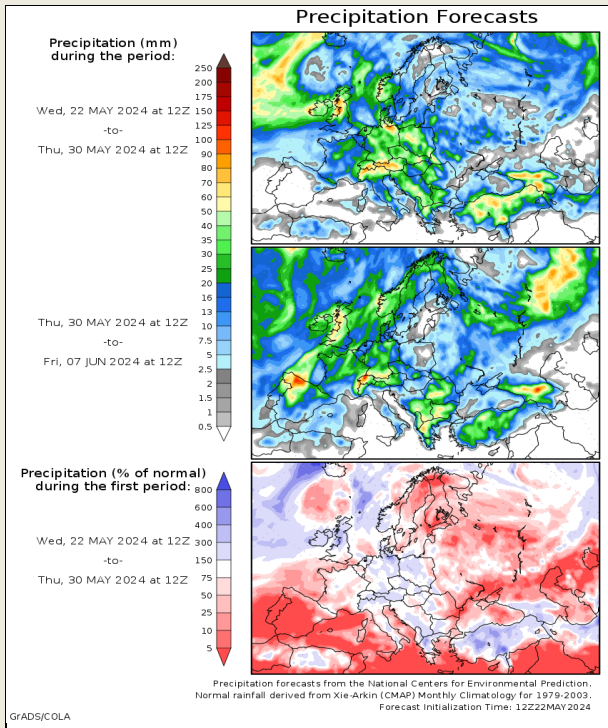 Precipitation Forecasts
Precipitation (mm)
during the period:
Wed, 22 MAY 2024 at 12Z
-to-
Thu, 30 MAY 2024 at 12Z
250
200
175
150
125
100
90
80
70
60
50
40
35
30
25
20
16
13
10
7.5
5
2.5
2
1.5
1
0.5
Thu, 30 MAY 2024 at 12Z
-to-
Fri, 07 JUN 2024 at 12Z
Precipitation (% of normal)
during the first period:
Wed, 22 MAY 2024 at 12Z
-to-
Thu, 30 MAY 2024 at 12Z
800
600
400
300
150
75
50
25
10
5
Precipitation forecasts from the National Centers for Environmental Prediction.
Normal rainfall derived from Xie-Arkin (CMAP) Monthly Climatology for 1979-2003.
Forecast Initialization Time: 12Z22MAY2024
GrADS/COLA